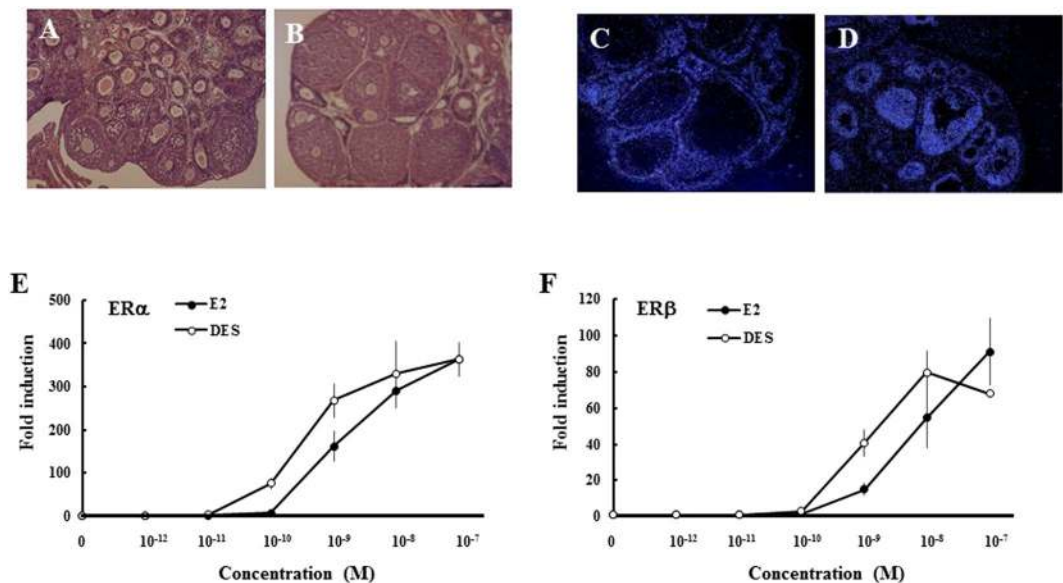 A
B
C
D
E
ERα
E2
DES
Fold induction
500
400
300
200
100
0
0 10⁻¹² 10⁻¹¹ 10⁻¹⁰ 10⁻⁹ 10⁻⁸ 10⁻⁷
Concentration (M)
F
ERβ
E2
DES
Fold induction
120
100
80
60
40
20
0
0 10⁻¹² 10⁻¹¹ 10⁻¹⁰ 10⁻⁹ 10⁻⁸ 10⁻⁷
Concentration (M)